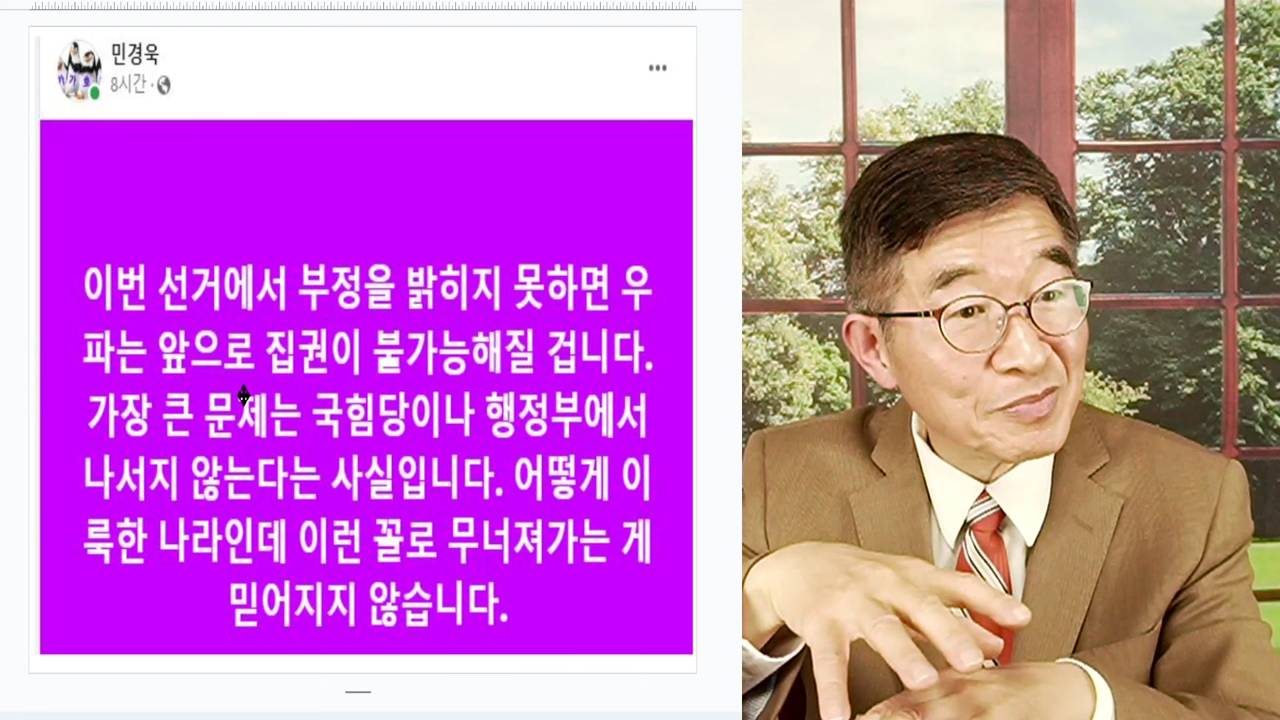 민경욱
8시간 ·
이번 선거에서 부정을 밝히지 못하면 우
파는 앞으로 집권이 불가능해질 겁니다.
가장 큰 문제는 국힘당이나 행정부에서
나서지 않는다는 사실입니다. 어떻게 이
룩한 나라인데 이런 꼴로 무너져가는 게
믿어지지 않습니다.